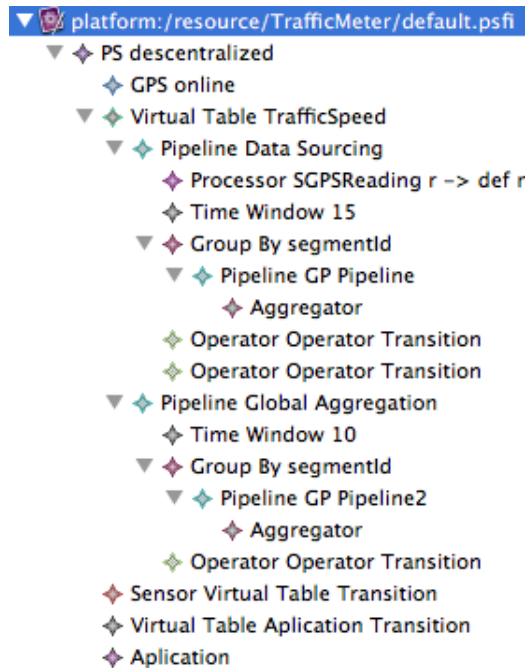 platform:/resource/TrafficMeter/default.psfi
PS descentralized
GPS online
Virtual Table TrafficSpeed
Pipeline Data Sourcing
Processor SGPSReading r -> def r
Time Window 15
Group By segmentId
Pipeline GP Pipeline
Aggregator
Operator Operator Transition
Operator Operator Transition
Pipeline Global Aggregation
Time Window 10
Group By segmentId
Pipeline GP Pipeline2
Aggregator
Operator Operator Transition
Sensor Virtual Table Transition
Virtual Table Aplication Transition
Aplication